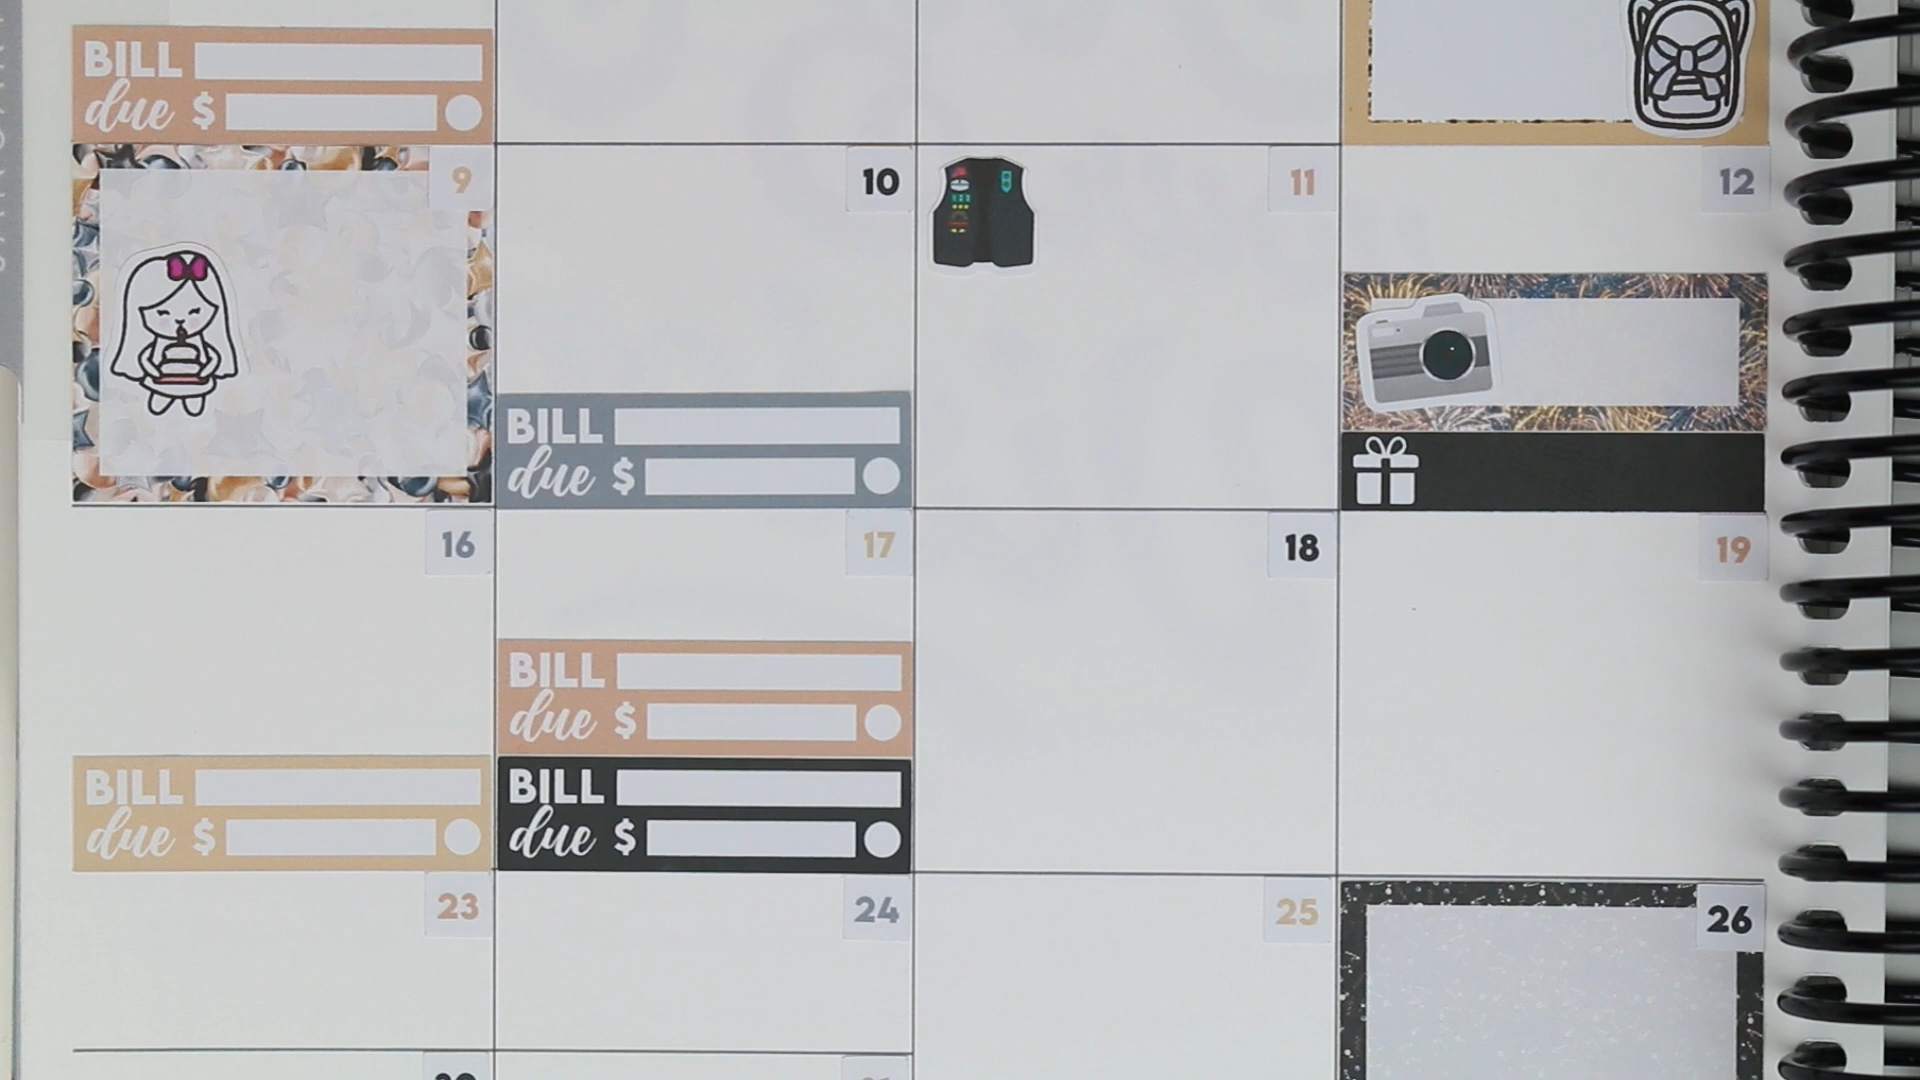 BILL
due $
9
10
11
12
BILL
due $
16
17
18
19
BILL
due $
BILL
due $
BILL
due $
23
24
25
26